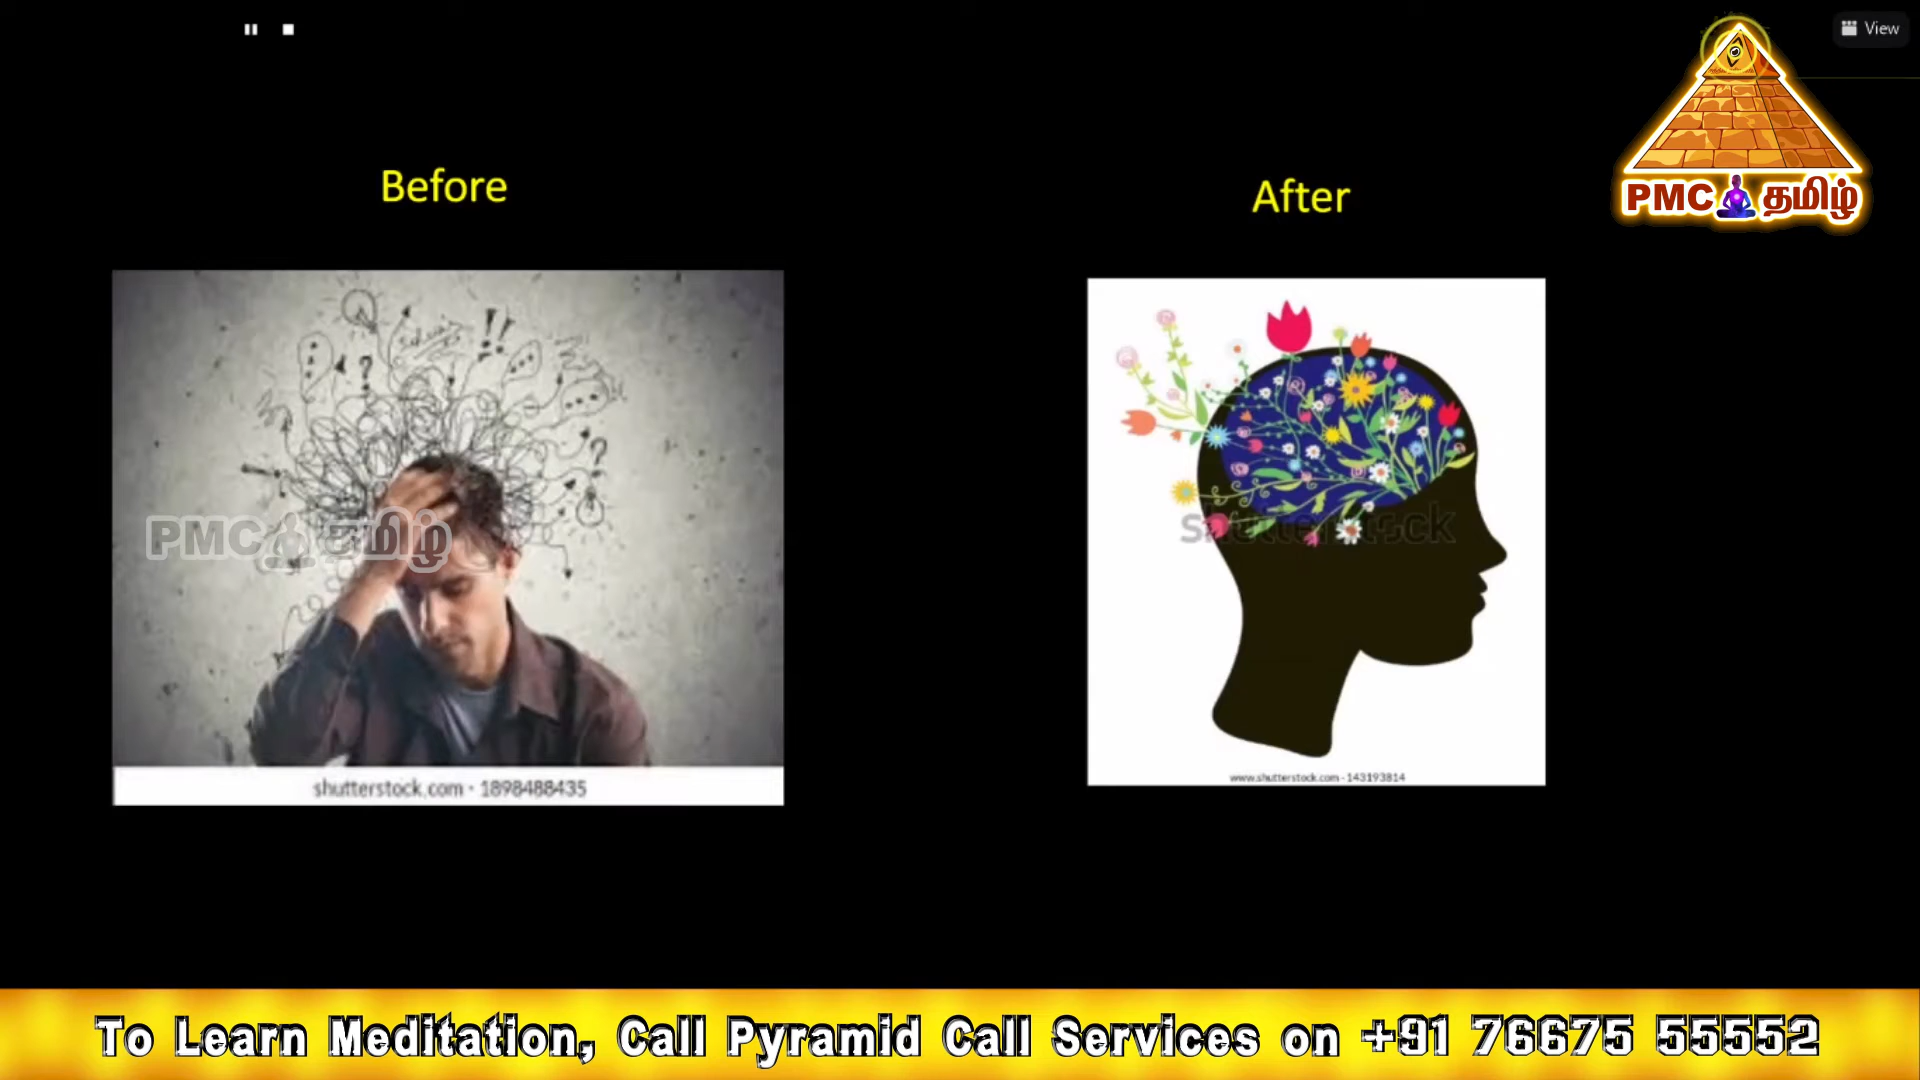 View
PMC தமிழ்
Before
After
PMC தமிழ்
shutterstock
shutterstock.com · 1898488435
www.shutterstock.com · 143193814
To Learn Meditation, Call Pyramid Call Services on +91 76675 55552